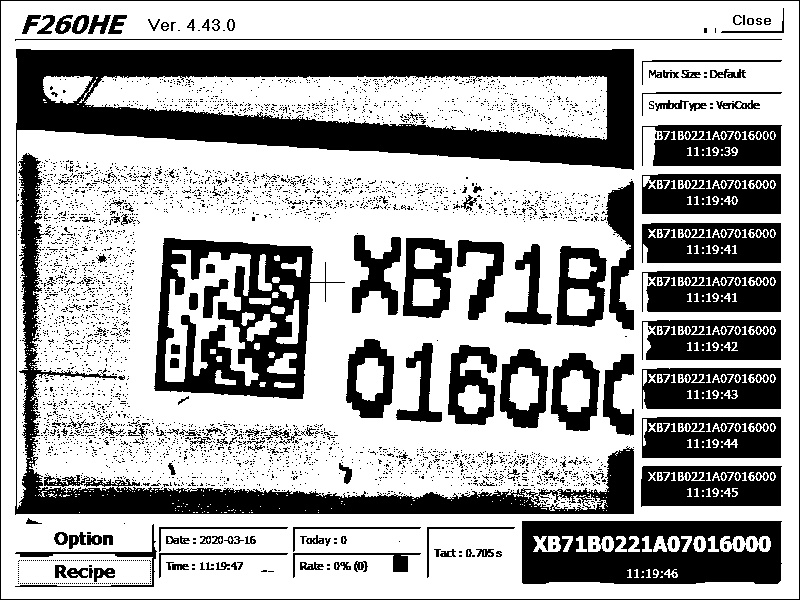 F260HE Ver. 4.43.0
Close
Matrix Size : Default
SymbolType : VeriCode
XB71B0221A07016000
11:19:39
XB71B0221A07016000
11:19:40
XB71B0221A07016000
11:19:41
XB71B0221A07016000
11:19:41
XB71B0221A07016000
11:19:42
XB71B0221A07016000
11:19:43
XB71B0221A07016000
11:19:44
XB71B0221A07016000
11:19:45
XB71B0
016000
Option
Recipe
Date : 2020-03-16
Time : 11:19:47
Today : 0
Rate : 0% (0)
Tact : 0.705 s
XB71B0221A07016000
11:19:46